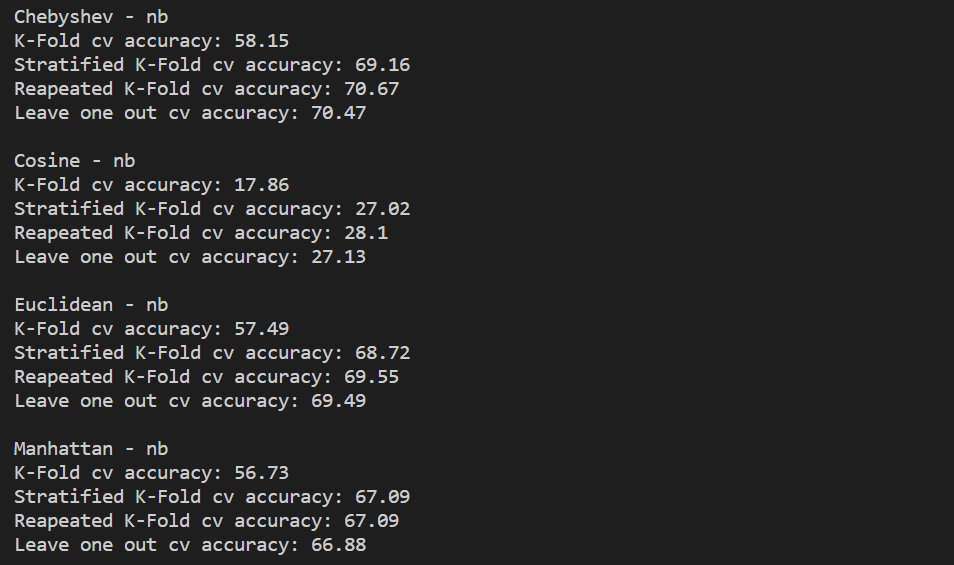 Chebyshev - nb
K-Fold cv accuracy: 58.15
Stratified K-Fold cv accuracy: 69.16
Reapeated K-Fold cv accuracy: 70.67
Leave one out cv accuracy: 70.47
Cosine - nb
K-Fold cv accuracy: 17.86
Stratified K-Fold cv accuracy: 27.02
Reapeated K-Fold cv accuracy: 28.1
Leave one out cv accuracy: 27.13
Euclidean - nb
K-Fold cv accuracy: 57.49
Stratified K-Fold cv accuracy: 68.72
Reapeated K-Fold cv accuracy: 69.55
Leave one out cv accuracy: 69.49
Manhattan - nb
K-Fold cv accuracy: 56.73
Stratified K-Fold cv accuracy: 67.09
Reapeated K-Fold cv accuracy: 67.09
Leave one out cv accuracy: 66.88